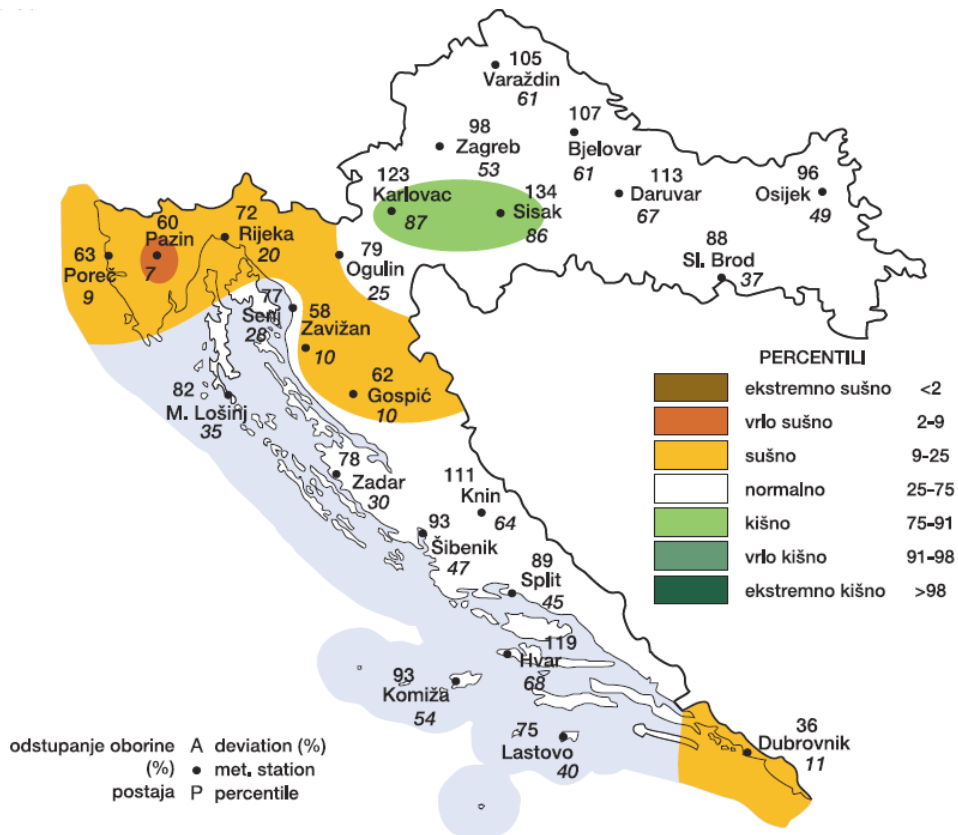 105
Varaždin
61
107
Bjelovar
61
98
Zagreb
53
123
Karlovac
87
134
Sisak
86
113
Daruvar
67
96
Osijek
49
88
Sl. Brod
37
60
Pazin
7
72
Rijeka
20
63
Poreč
9
79
Ogulin
25
77
Senj
28
58
Zavižan
10
62
Gospić
10
82
M. Lošinj
35
78
Zadar
30
111
Knin
64
93
Šibenik
47
89
Split
45
119
Hvar
68
93
Komiža
54
75
Lastovo
40
36
Dubrovnik
11
PERCENTILI
ekstremno sušno <2
vrlo sušno 2-9
sušno 9-25
normalno 25-75
kišno 75-91
vrlo kišno 91-98
ekstremno kišno >98
odstupanje oborine A deviation (%)
(%) ● met. station
postaja P percentile